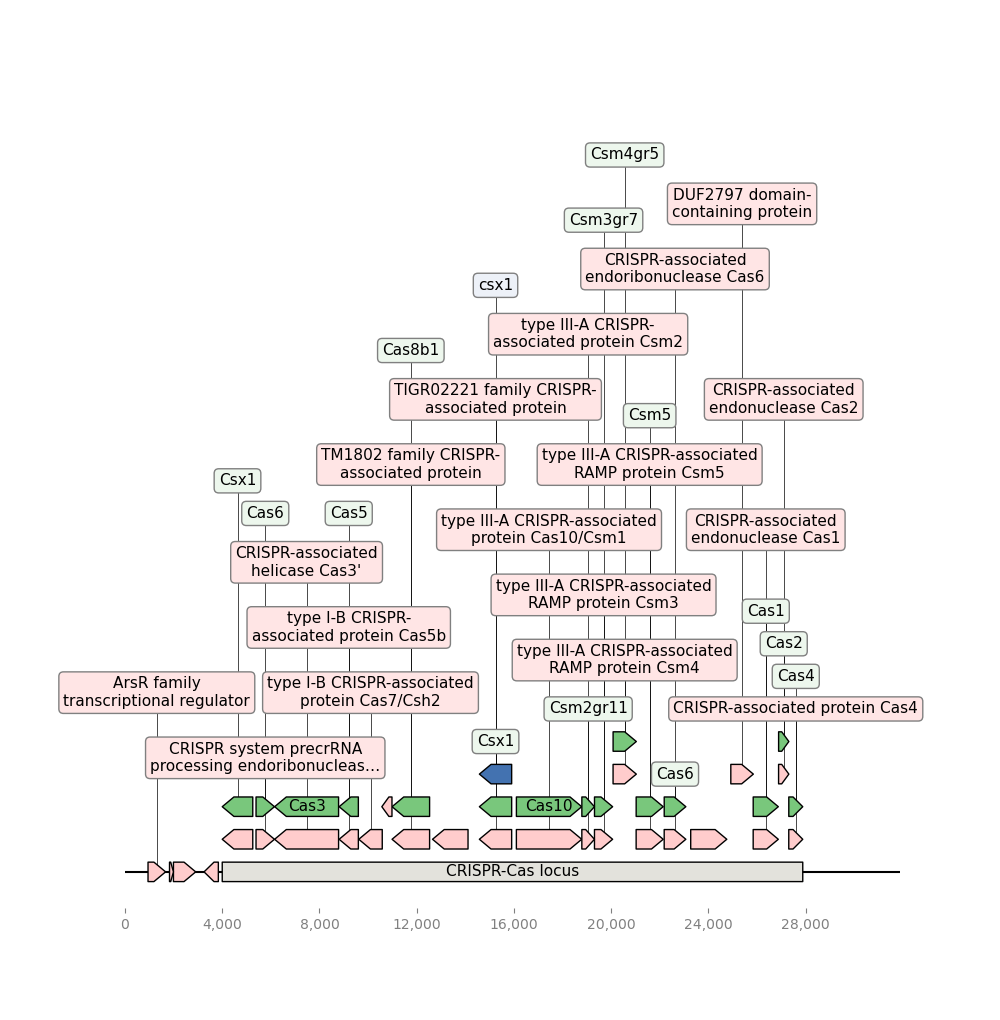 Csm4gr5
DUF2797 domain-
containing protein
Csm3gr7
CRISPR-associated
endoribonuclease Cas6
csx1
type III-A CRISPR-
associated protein Csm2
Cas8b1
TIGR02221 family CRISPR-
associated protein
CRISPR-associated
endonuclease Cas2
Csm5
TM1802 family CRISPR-
associated protein
type III-A CRISPR-associated
RAMP protein Csm5
Csx1
Cas6
Cas5
type III-A CRISPR-associated
protein Cas10/Csm1
CRISPR-associated
endonuclease Cas1
CRISPR-associated
helicase Cas3'
type III-A CRISPR-associated
RAMP protein Csm3
Cas1
type I-B CRISPR-
associated protein Cas5b
Cas2
type III-A CRISPR-associated
RAMP protein Csm4
Cas4
ArsR family
transcriptional regulator
type I-B CRISPR-associated
protein Cas7/Csh2
Csm2gr11
CRISPR-associated protein Cas4
Csx1
CRISPR system precrRNA
processing endoribonucleas...
Cas6
Cas3
Cas10
CRISPR-Cas locus
0
4,000
8,000
12,000
16,000
20,000
24,000
28,000